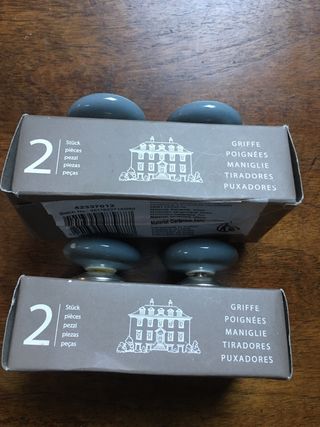 2
Stück
pièces
pezzi
piezas
peças
GRIFFE
POIGNÉES
MANIGLIE
TIRADORES
PUXADORES
42337012
2
Stück
pièces
pezzi
piezas
peças
GRIFFE
POIGNÉES
MANIGLIE
TIRADORES
PUXADORES